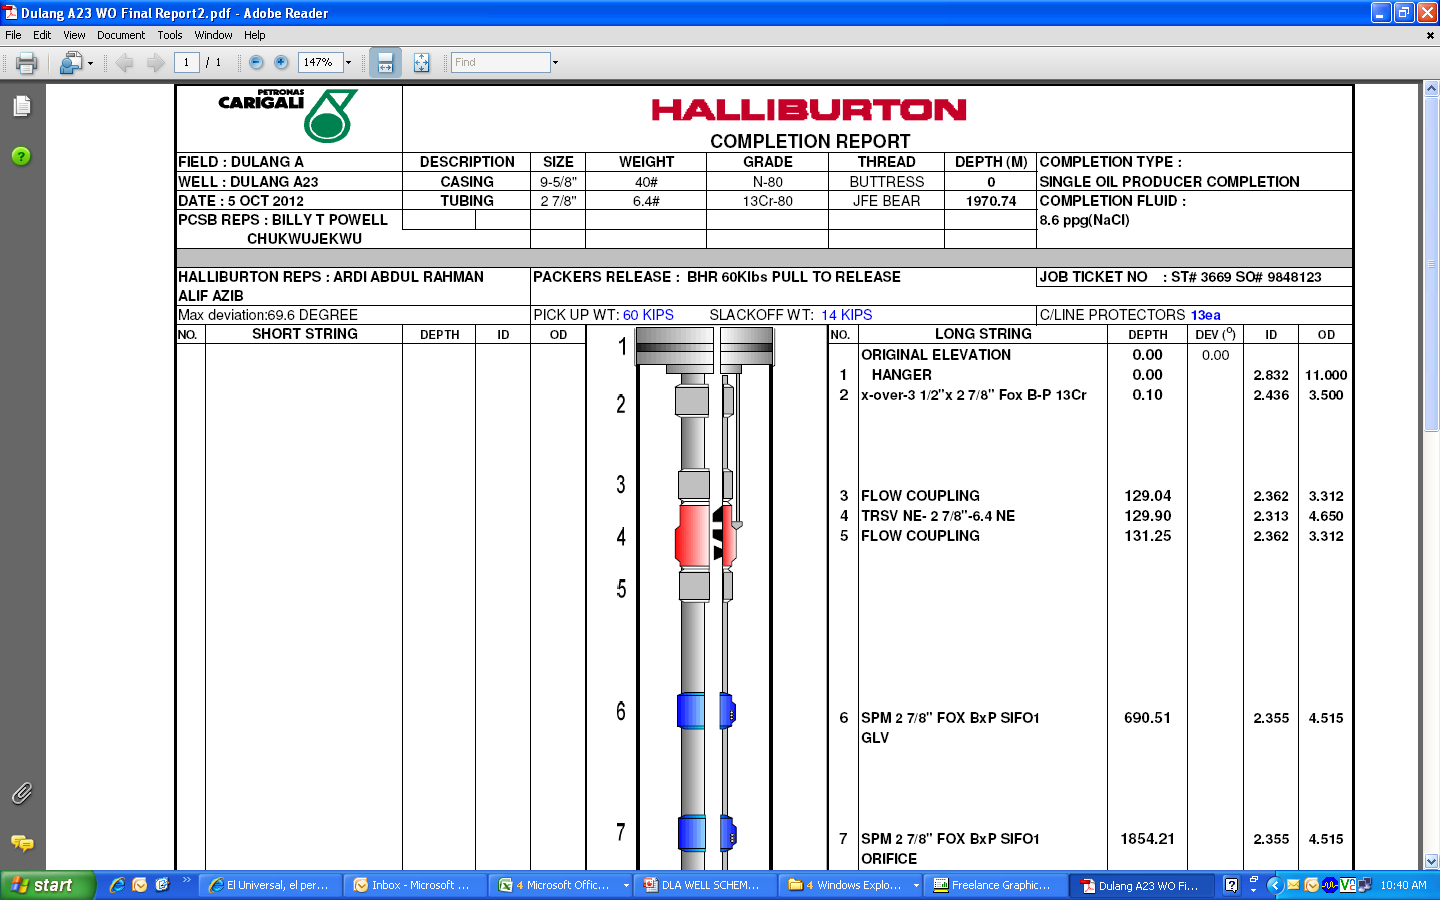 Dulang A23 WO Final Report2.pdf - Adobe Reader
File Edit View Document Tools Window Help
1 / 1 147% Find
PETRONAS
CARIGALI
HALLIBURTON
COMPLETION REPORT
FIELD : DULANG A DESCRIPTION SIZE WEIGHT GRADE THREAD DEPTH (M) COMPLETION TYPE :
WELL : DULANG A23 CASING 9-5/8" 40# N-80 BUTTRESS 0 SINGLE OIL PRODUCER COMPLETION
DATE : 5 OCT 2012 TUBING 2 7/8" 6.4# 13Cr-80 JFE BEAR 1970.74 COMPLETION FLUID :
PCSB REPS : BILLY T POWELL 8.6 ppg(NaCl)
CHUKWUJEKWU
HALLIBURTON REPS : ARDI ABDUL RAHMAN PACKERS RELEASE : BHR 60Klbs PULL TO RELEASE JOB TICKET NO : ST# 3669 SO# 9848123
ALIF AZIB
Max deviation:69.6 DEGREE PICK UP WT: 60 KIPS SLACKOFF WT: 14 KIPS C/LINE PROTECTORS 13ea
NO. SHORT STRING DEPTH ID OD NO. LONG STRING DEPTH DEV (º) ID OD
ORIGINAL ELEVATION 0.00 0.00
1 1 HANGER 0.00 2.832 11.000
2 2 x-over-3 1/2"x 2 7/8" Fox B-P 13Cr 0.10 2.436 3.500
3 3 FLOW COUPLING 129.04 2.362 3.312
4 4 TRSV NE- 2 7/8"-6.4 NE 129.90 2.313 4.650
5 5 FLOW COUPLING 131.25 2.362 3.312
6 6 SPM 2 7/8" FOX BxP SIFO1 690.51 2.355 4.515
GLV
7 7 SPM 2 7/8" FOX BxP SIFO1 1854.21 2.355 4.515
ORIFICE
start El Universal, el per... Inbox - Microsoft ... 4 Microsoft Offic... DLA WELL SCHEM... 4 Windows Explo... Freelance Graphic... Dulang A23 WO Fi... 10:40 AM